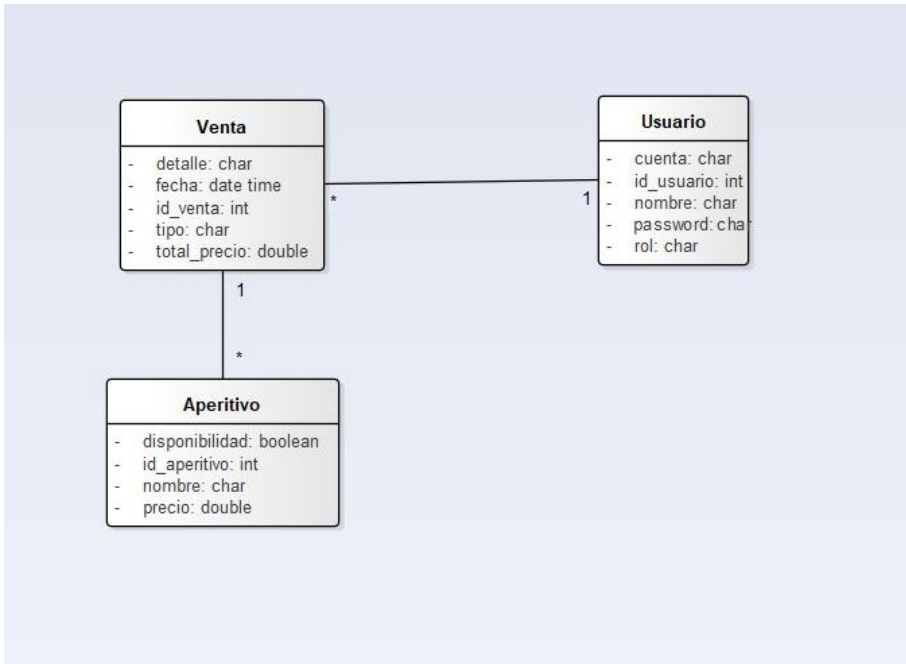 Venta
- detalle: char
- fecha: date time
- id_venta: int
- tipo: char
- total_precio: double
Usuario
- cuenta: char
- id_usuario: int
- nombre: char
- password: char
- rol: char
*
1
1
*
Aperitivo
- disponibilidad: boolean
- id_aperitivo: int
- nombre: char
- precio: double